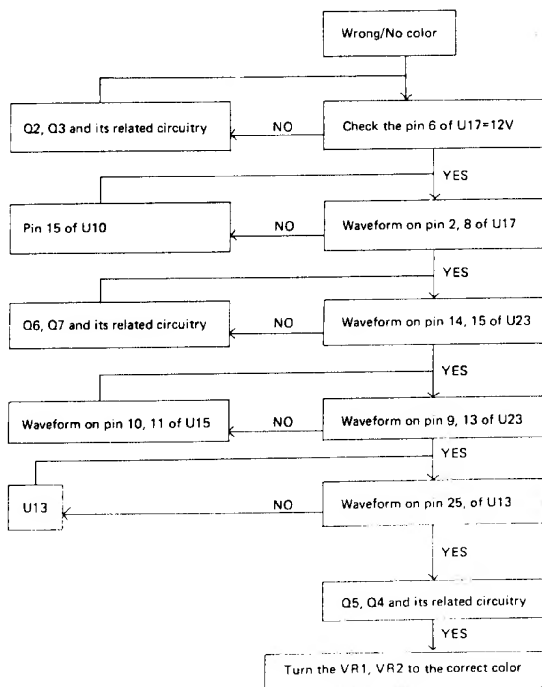 Wrong/No color
Q2, Q3 and its related circuitry
NO
Check the pin 6 of U17=12V
YES
Pin 15 of U10
NO
Waveform on pin 2, 8 of U17
YES
Q6, Q7 and its related circuitry
NO
Waveform on pin 14, 15 of U23
YES
Waveform on pin 10, 11 of U15
NO
Waveform on pin 9, 13 of U23
YES
U13
NO
Waveform on pin 25, of U13
YES
Q5, Q4 and its related circuitry
YES
Turn the VR1, VR2 to the correct color